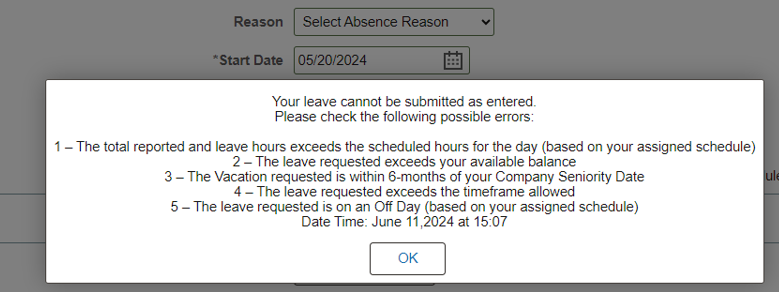 Reason Select Absence Reason
*Start Date 05/20/2024
Your leave cannot be submitted as entered.
Please check the following possible errors:
1 – The total reported and leave hours exceeds the scheduled hours for the day (based on your assigned schedule)
2 – The leave requested exceeds your available balance
3 – The Vacation requested is within 6-months of your Company Seniority Date
4 – The leave requested exceeds the timeframe allowed
5 – The leave requested is on an Off Day (based on your assigned schedule)
Date Time: June 11,2024 at 15:07
OK